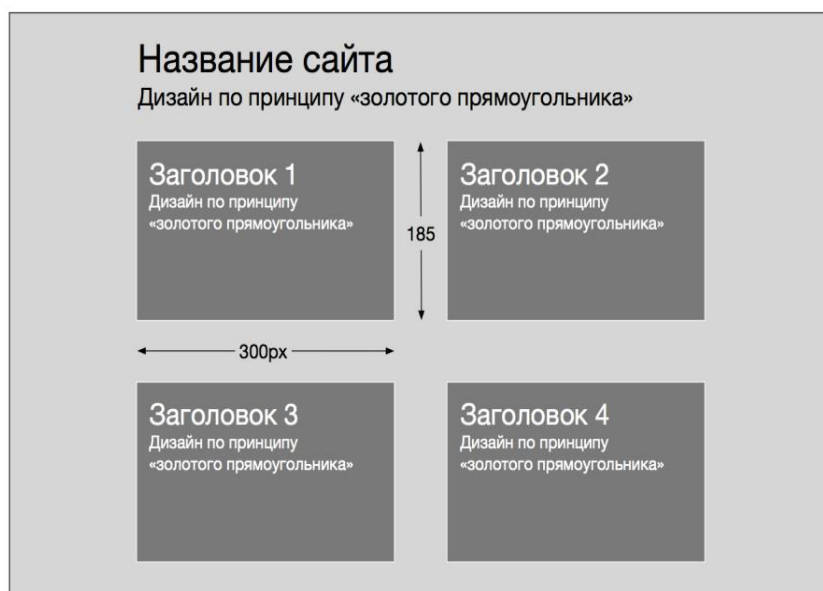 Название сайта
Дизайн по принципу «золотого прямоугольника»
Заголовок 1
Дизайн по принципу
«золотого прямоугольника»
185
Заголовок 2
Дизайн по принципу
«золотого прямоугольника»
300px
Заголовок 3
Дизайн по принципу
«золотого прямоугольника»
Заголовок 4
Дизайн по принципу
«золотого прямоугольника»